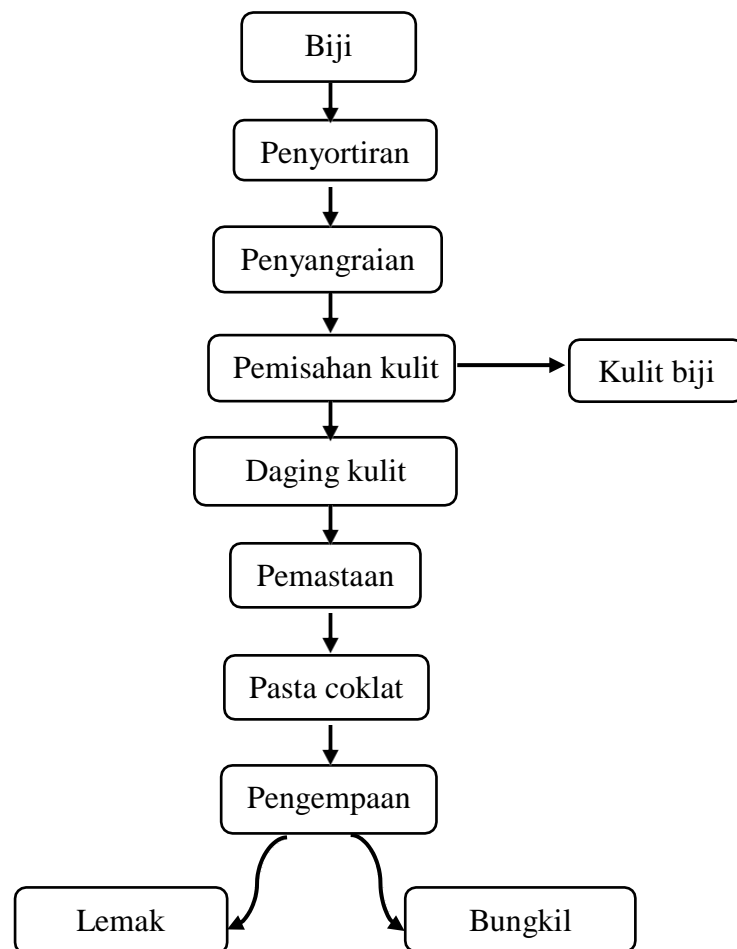 Biji
Penyortiran
Penyangraian
Pemisahan kulit
Kulit biji
Daging kulit
Pemastaan
Pasta coklat
Pengempaan
Lemak
Bungkil